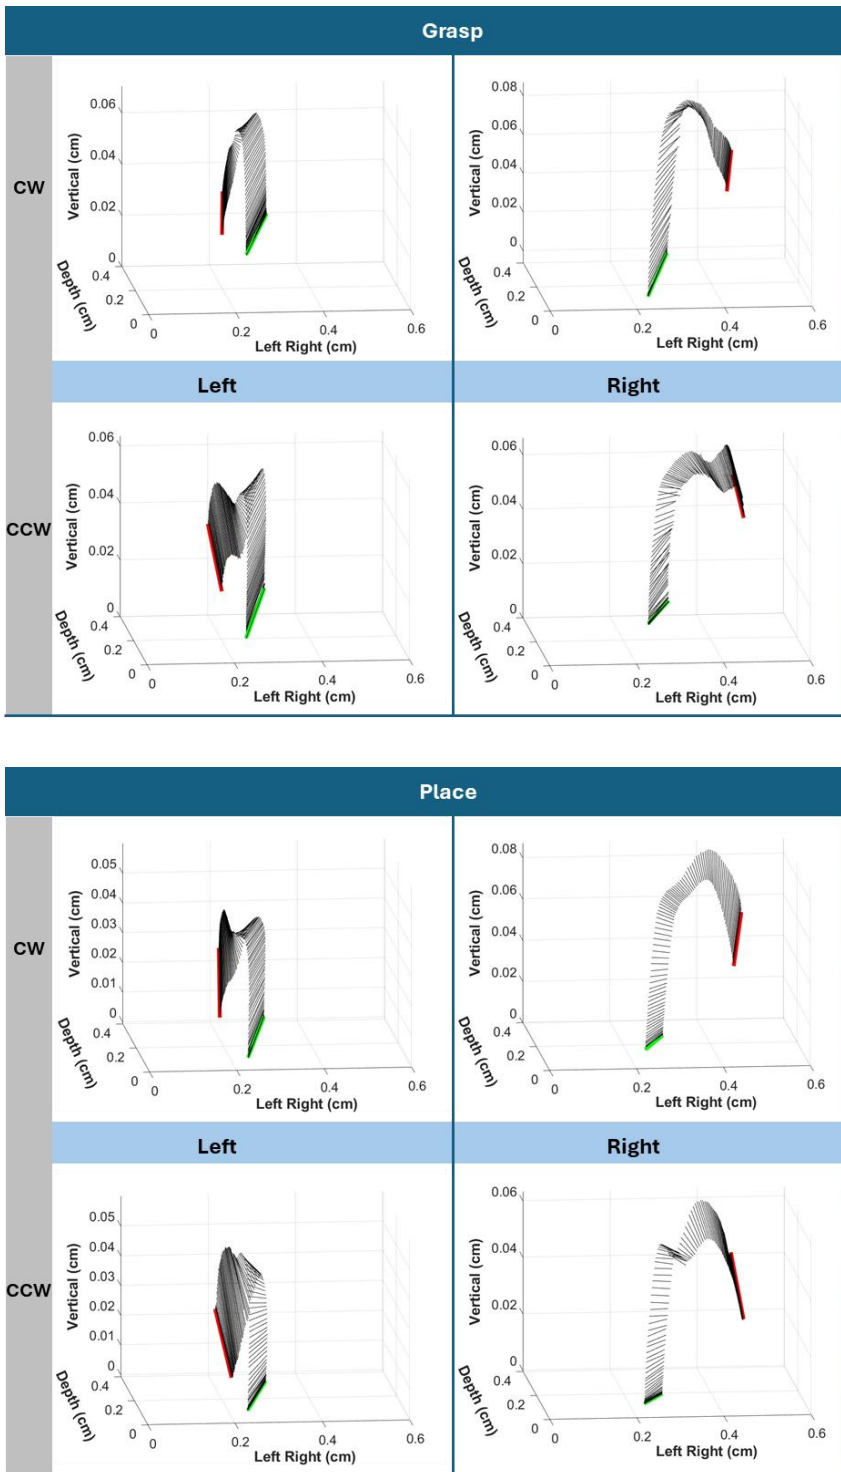 Grasp
CW
0.06
0.04
0.02
0
Vertical (cm)
0.4
0.2
0
Depth (cm)
0
0.2
0.4
0.6
Left Right (cm)
0.08
0.06
0.04
0.02
0
Vertical (cm)
0.4
0.2
0
Depth (cm)
0
0.2
0.4
0.6
Left Right (cm)
Left
Right
CCW
0.06
0.04
0.02
0
Vertical (cm)
0.4
0.2
0
Depth (cm)
0
0.2
0.4
0.6
Left Right (cm)
0.06
0.04
0.02
0
Vertical (cm)
0.4
0.2
0
Depth (cm)
0
0.2
0.4
0.6
Left Right (cm)
Place
CW
0.05
0.04
0.03
0.02
0.01
0
Vertical (cm)
0.4
0.2
0
Depth (cm)
0
0.2
0.4
0.6
Left Right (cm)
0.08
0.06
0.04
0.02
0
Vertical (cm)
0.4
0.2
0
Depth (cm)
0
0.2
0.4
0.6
Left Right (cm)
Left
Right
CCW
0.05
0.04
0.03
0.02
0.01
0
Vertical (cm)
0.4
0.2
0
Depth (cm)
0
0.2
0.4
0.6
Left Right (cm)
0.06
0.04
0.02
0
Vertical (cm)
0.4
0.2
0
Depth (cm)
0
0.2
0.4
0.6
Left Right (cm)